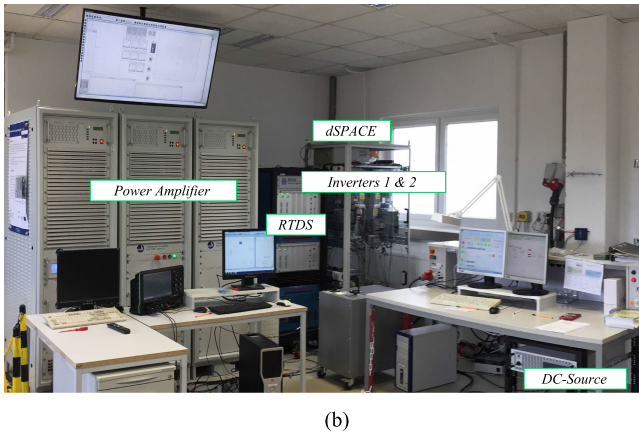 dSPACE
Power Amplifier
Inverters 1 & 2
RTDS
DC-Source
(b)